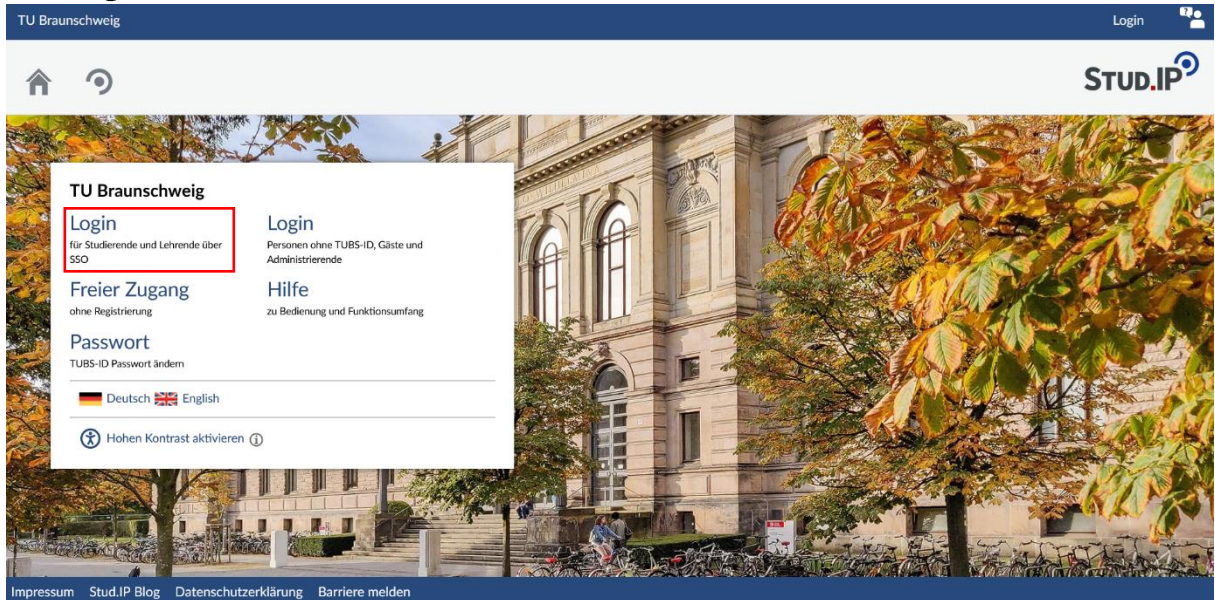 TU Braunschweig
Login
STUD.IP
TU Braunschweig
Login
für Studierende und Lehrende über
SSO
Login
Personen ohne TUBS-ID, Gäste und
Administrierende
Freier Zugang
ohne Registrierung
Hilfe
zu Bedienung und Funktionsumfang
Passwort
TUBS-ID Passwort ändern
Deutsch English
Hohen Kontrast aktivieren
Impressum Stud.IP Blog Datenschutzerklärung Barriere melden